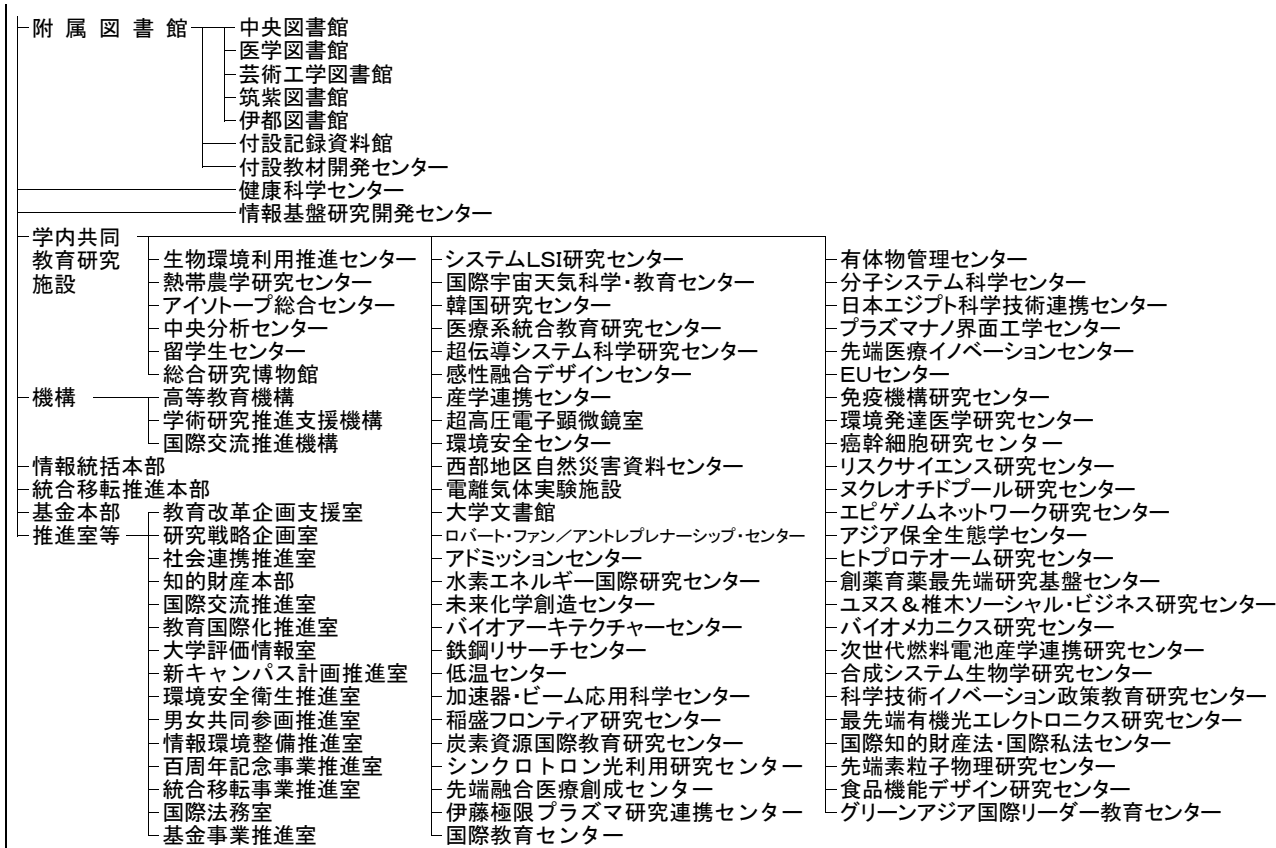 附属図書館
中央図書館
医学図書館
芸術工学図書館
筑紫図書館
伊都図書館
付設記録資料館
付設教材開発センター
健康科学センター
情報基盤研究開発センター
学内共同
教育研究
施設
生物環境利用推進センター
熱帯農学研究センター
アイソトープ総合センター
中央分析センター
留学生センター
総合研究博物館
システムLSI研究センター
国際宇宙天気科学・教育センター
韓国研究センター
医療系統合教育研究センター
超伝導システム科学研究センター
感性融合デザインセンター
産学連携センター
超高圧電子顕微鏡室
環境安全センター
西部地区自然災害資料センター
電離気体実験施設
大学文書館
ロバート・ファン／アントレプレナーシップ・センター
アドミッションセンター
水素エネルギー国際研究センター
未来化学創造センター
バイオアーキテクチャーセンター
鉄鋼リサーチセンター
低温センター
加速器・ビーム応用科学センター
稲盛フロンティア研究センター
炭素資源国際教育研究センター
シンクロトロン光利用研究センター
先端融合医療創成センター
伊藤極限プラズマ研究連携センター
国際教育センター
有体物管理センター
分子システム科学センター
日本エジプト科学技術連携センター
プラズマナノ界面工学センター
先端医療イノベーションセンター
EUセンター
免疫機構研究センター
環境発達医学研究センター
癌幹細胞研究センター
リスクサイエンス研究センター
ヌクレオチドプール研究センター
エピゲノムネットワーク研究センター
アジア保全生態学センター
ヒトプロテオーム研究センター
創薬育薬最先端研究基盤センター
ユヌス＆椎木ソーシャル・ビジネス研究センター
バイオメカニクス研究センター
次世代燃料電池産学連携研究センター
合成システム生物学研究センター
科学技術イノベーション政策教育研究センター
最先端有機光エレクトロニクス研究センター
国際知的財産法・国際私法センター
先端素粒子物理研究センター
食品機能デザイン研究センター
グリーンアジア国際リーダー教育センター
機構
高等教育機構
学術研究推進支援機構
国際交流推進機構
情報統括本部
統合移転推進本部
基金本部
推進室等
教育改革企画支援室
研究戦略企画室
社会連携推進室
知的財産本部
国際交流推進室
教育国際化推進室
大学評価情報室
新キャンパス計画推進室
環境安全衛生推進室
男女共同参画推進室
情報環境整備推進室
百周年記念事業推進室
統合移転事業推進室
国際法務室
基金事業推進室